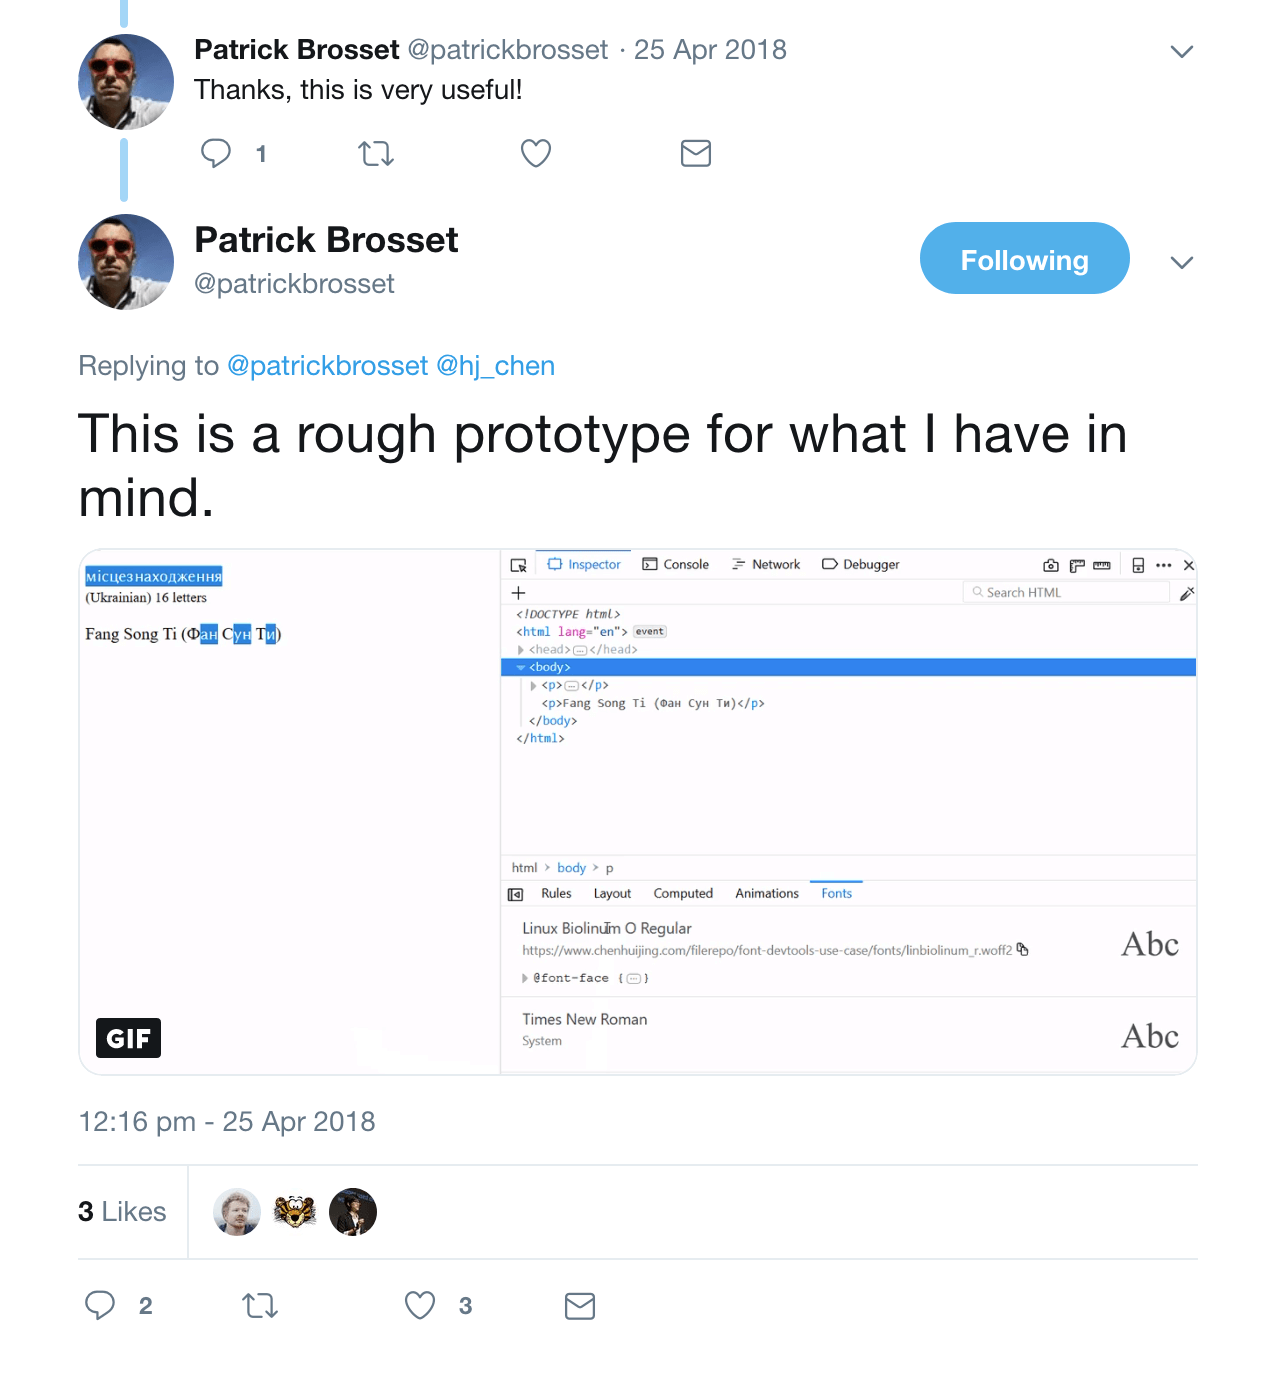 Patrick Brosset @patrickbrosset · 25 Apr 2018
Thanks, this is very useful!
1
Patrick Brosset
@patrickbrosset
Following
Replying to @patrickbrosset @hj_chen
This is a rough prototype for what I have in
mind.
місцезнаходження
(Ukrainian) 16 letters
Fang Song Ti (Фан Сун Ти)
GIF
Inspector Console Network Debugger
+ Search HTML
<!DOCTYPE html>
<html lang="en"> event
<head>…</head>
<body>
<p>…</p>
<p>Fang Song Ti (Фан Сун Ти)</p>
</body>
</html>
html > body > p
Rules Layout Computed Animations Fonts
Linux Biolinum O Regular
https://www.chenhuijing.com/filerepo/font-devtools-use-case/fonts/linbiolinum_r.woff2
Abc
@font-face {…}
Times New Roman
System
Abc
12:16 pm - 25 Apr 2018
3 Likes
2 3